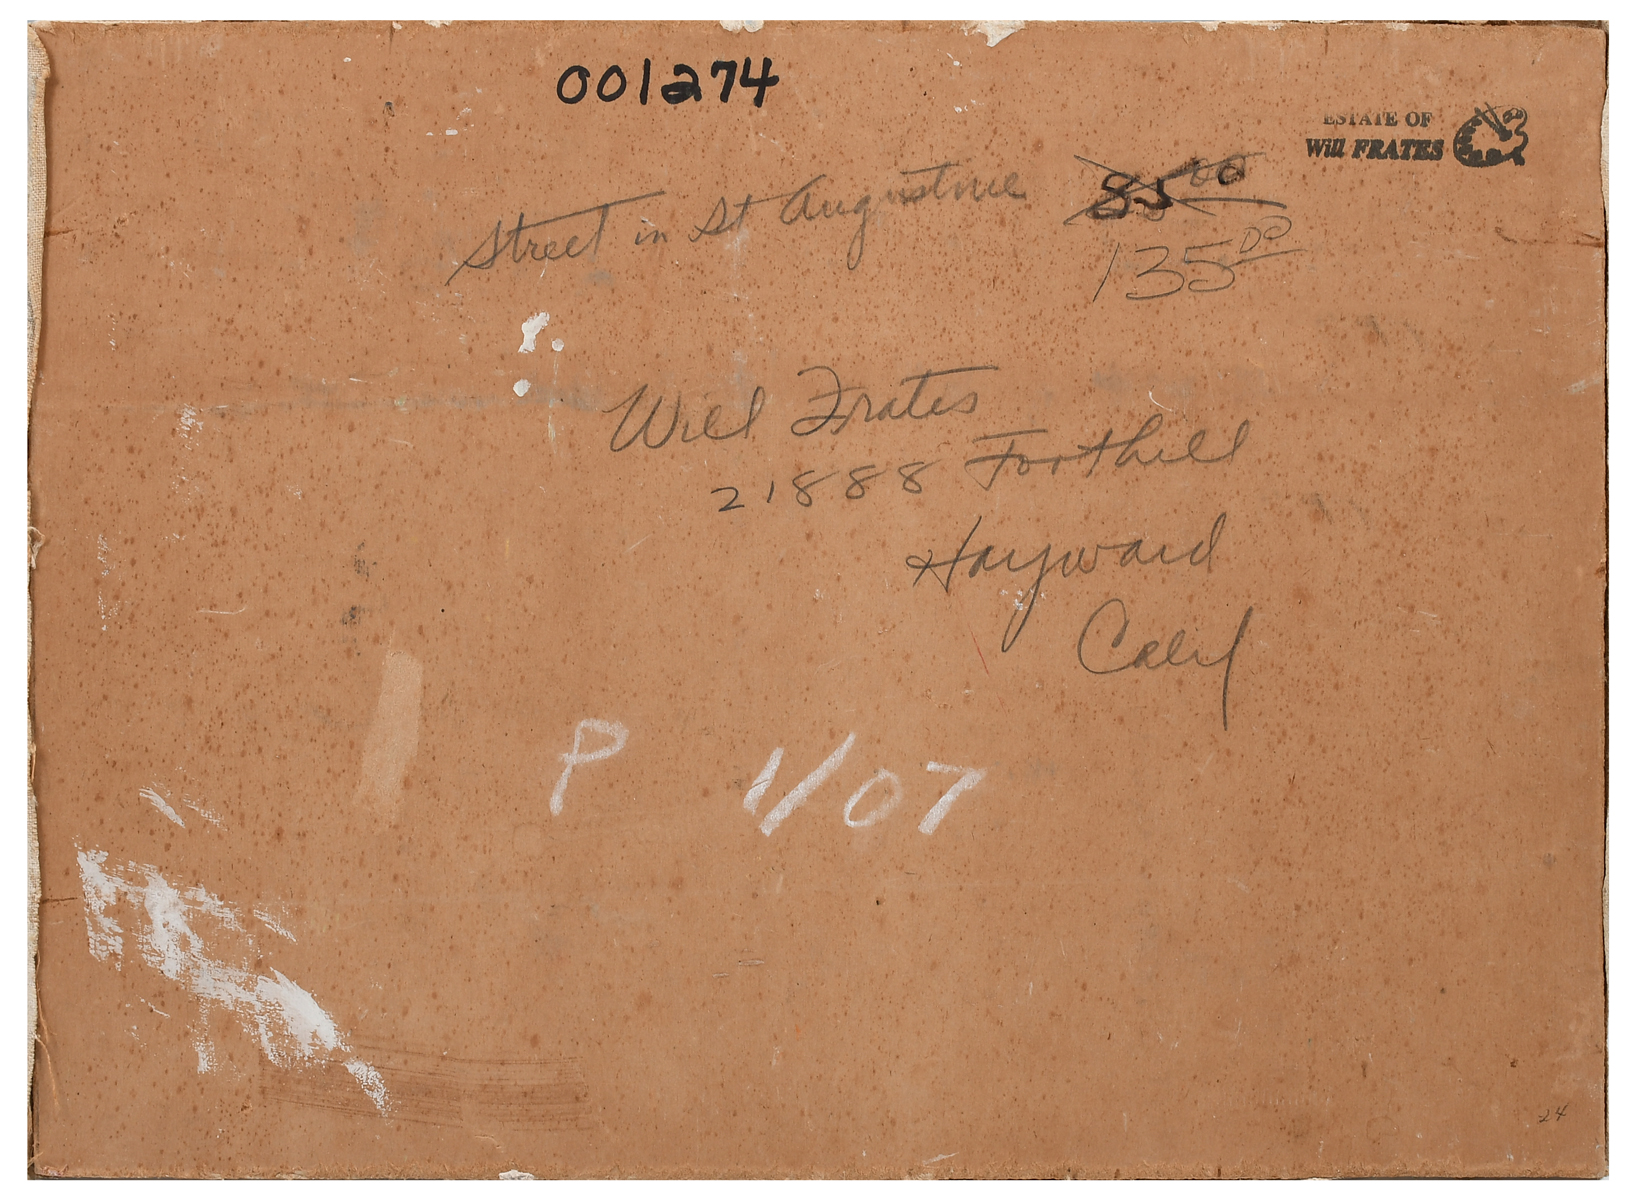 001274
ESTATE OF
Will FRATES
Street in St Augustine 85 00
135 00
Will Frates
21888 Foothill
Hayward
Calif
P 1/07
24